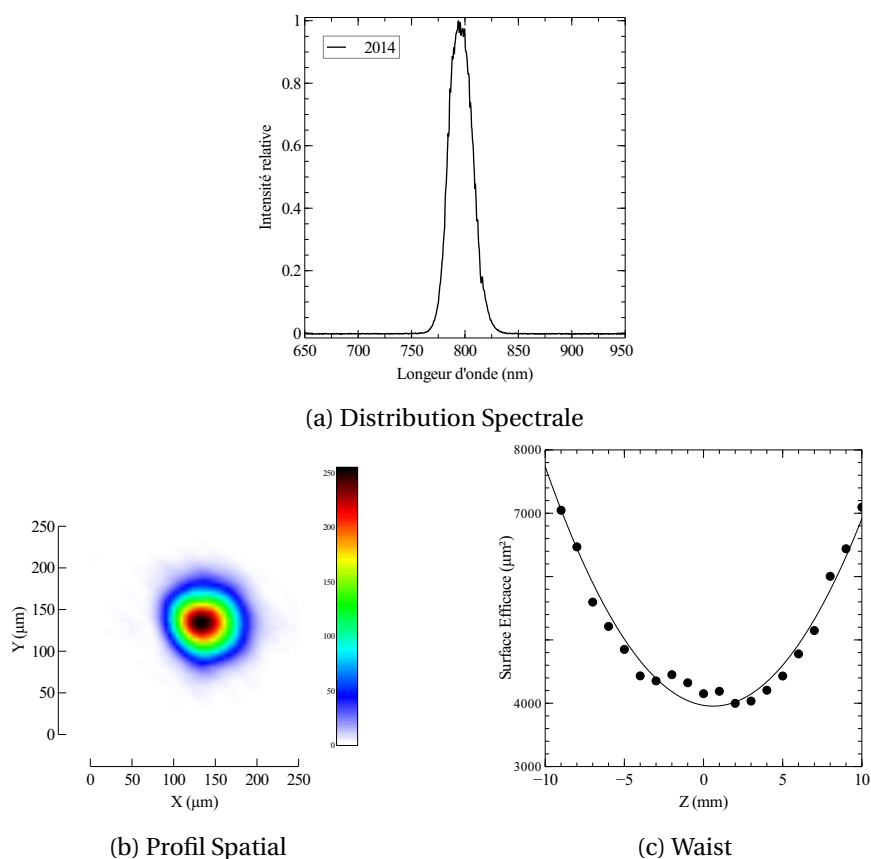 2014
1
0.8
0.6
0.4
0.2
0
Intensité relative
650 700 750 800 850 900 950
Longeur d'onde (nm)
(a) Distribution Spectrale
250
200
150
100
50
0
Y (μm)
0 50 100 150 200 250
X (μm)
250
200
150
100
50
0
(b) Profil Spatial
8000
7000
4000
3000
Surface Efficace (μm²)
−10 −5 0 5 10
Z (mm)
(c) Waist